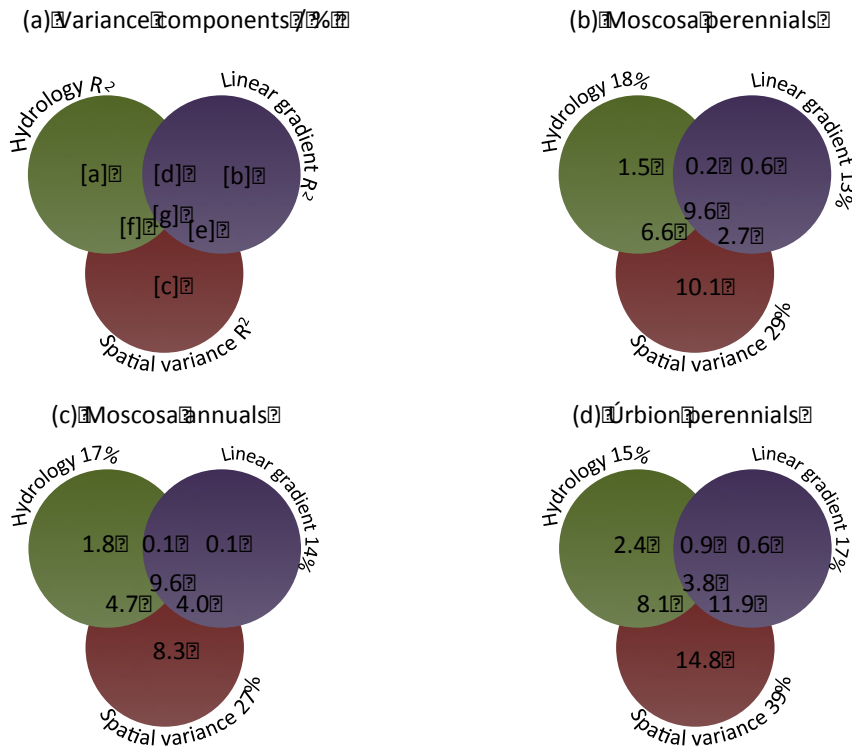 (a) Variance components / %
Hydrology R²
Linear gradient R²
[a]
[d]
[b]
[g]
[f]
[e]
[c]
Spatial variance R²
(b) Moscosa perennials
Hydrology 18%
Linear gradient 13%
1.5
0.2
0.6
9.6
6.6
2.7
10.1
Spatial variance 29%
(c) Moscosa annuals
Hydrology 17%
Linear gradient 14%
1.8
0.1
0.1
9.6
4.7
4.0
8.3
Spatial variance 27%
(d) Úrbion perennials
Hydrology 15%
Linear gradient 17%
2.4
0.9
0.6
3.8
8.1
11.9
14.8
Spatial variance 39%